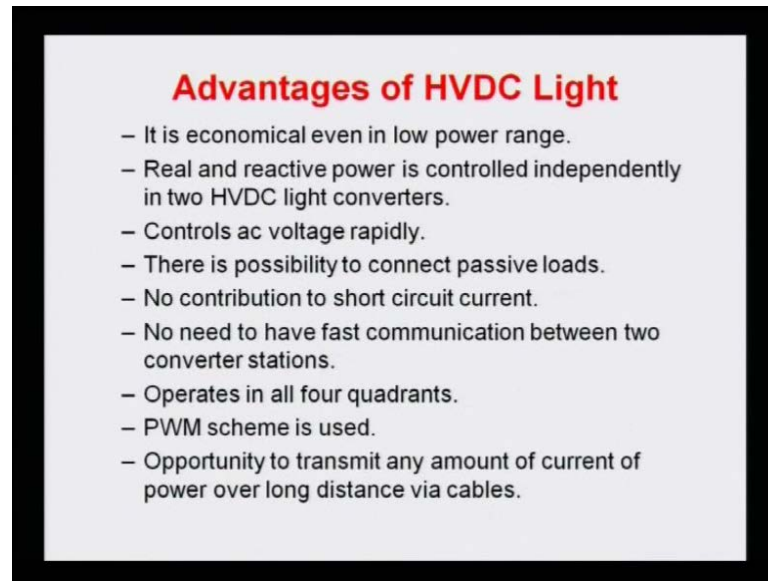 Advantages of HVDC Light
– It is economical even in low power range.
– Real and reactive power is controlled independently
in two HVDC light converters.
– Controls ac voltage rapidly.
– There is possibility to connect passive loads.
– No contribution to short circuit current.
– No need to have fast communication between two
converter stations.
– Operates in all four quadrants.
– PWM scheme is used.
– Opportunity to transmit any amount of current of
power over long distance via cables.